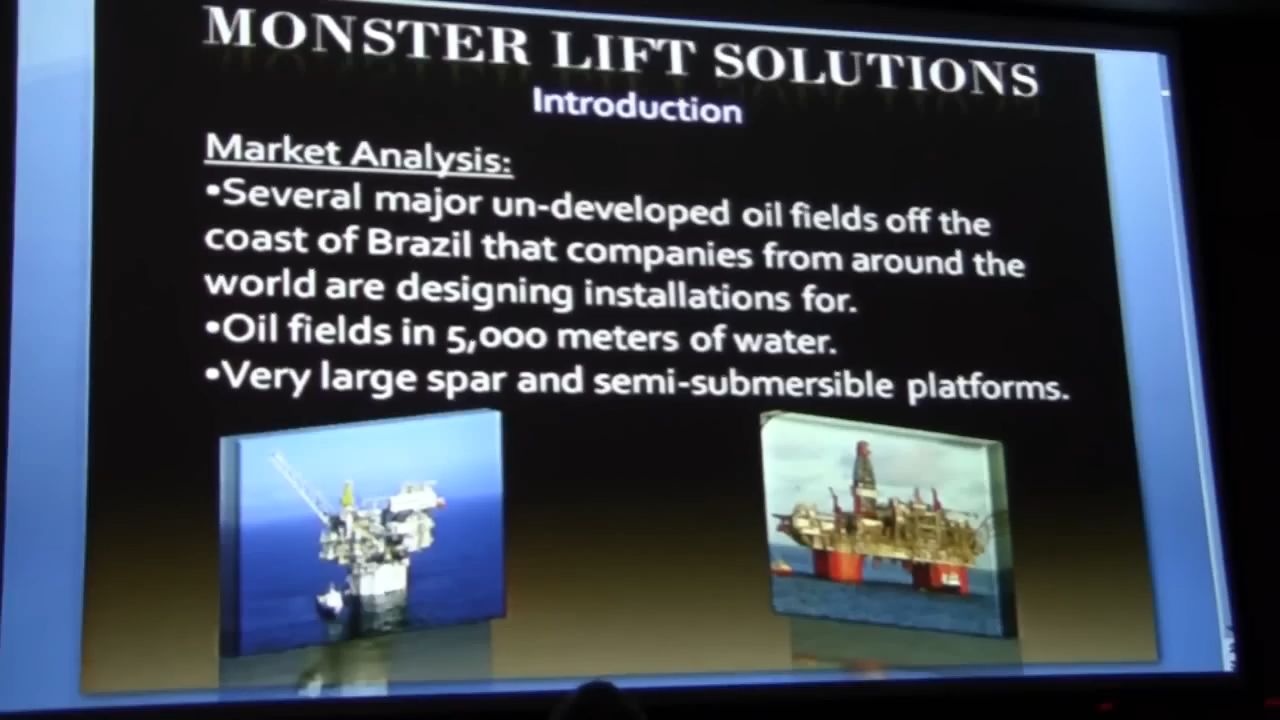 MONSTER LIFT SOLUTIONS
Introduction
Market Analysis:
•Several major un-developed oil fields off the
coast of Brazil that companies from around the
world are designing installations for.
•Oil fields in 5,000 meters of water.
•Very large spar and semi-submersible platforms.